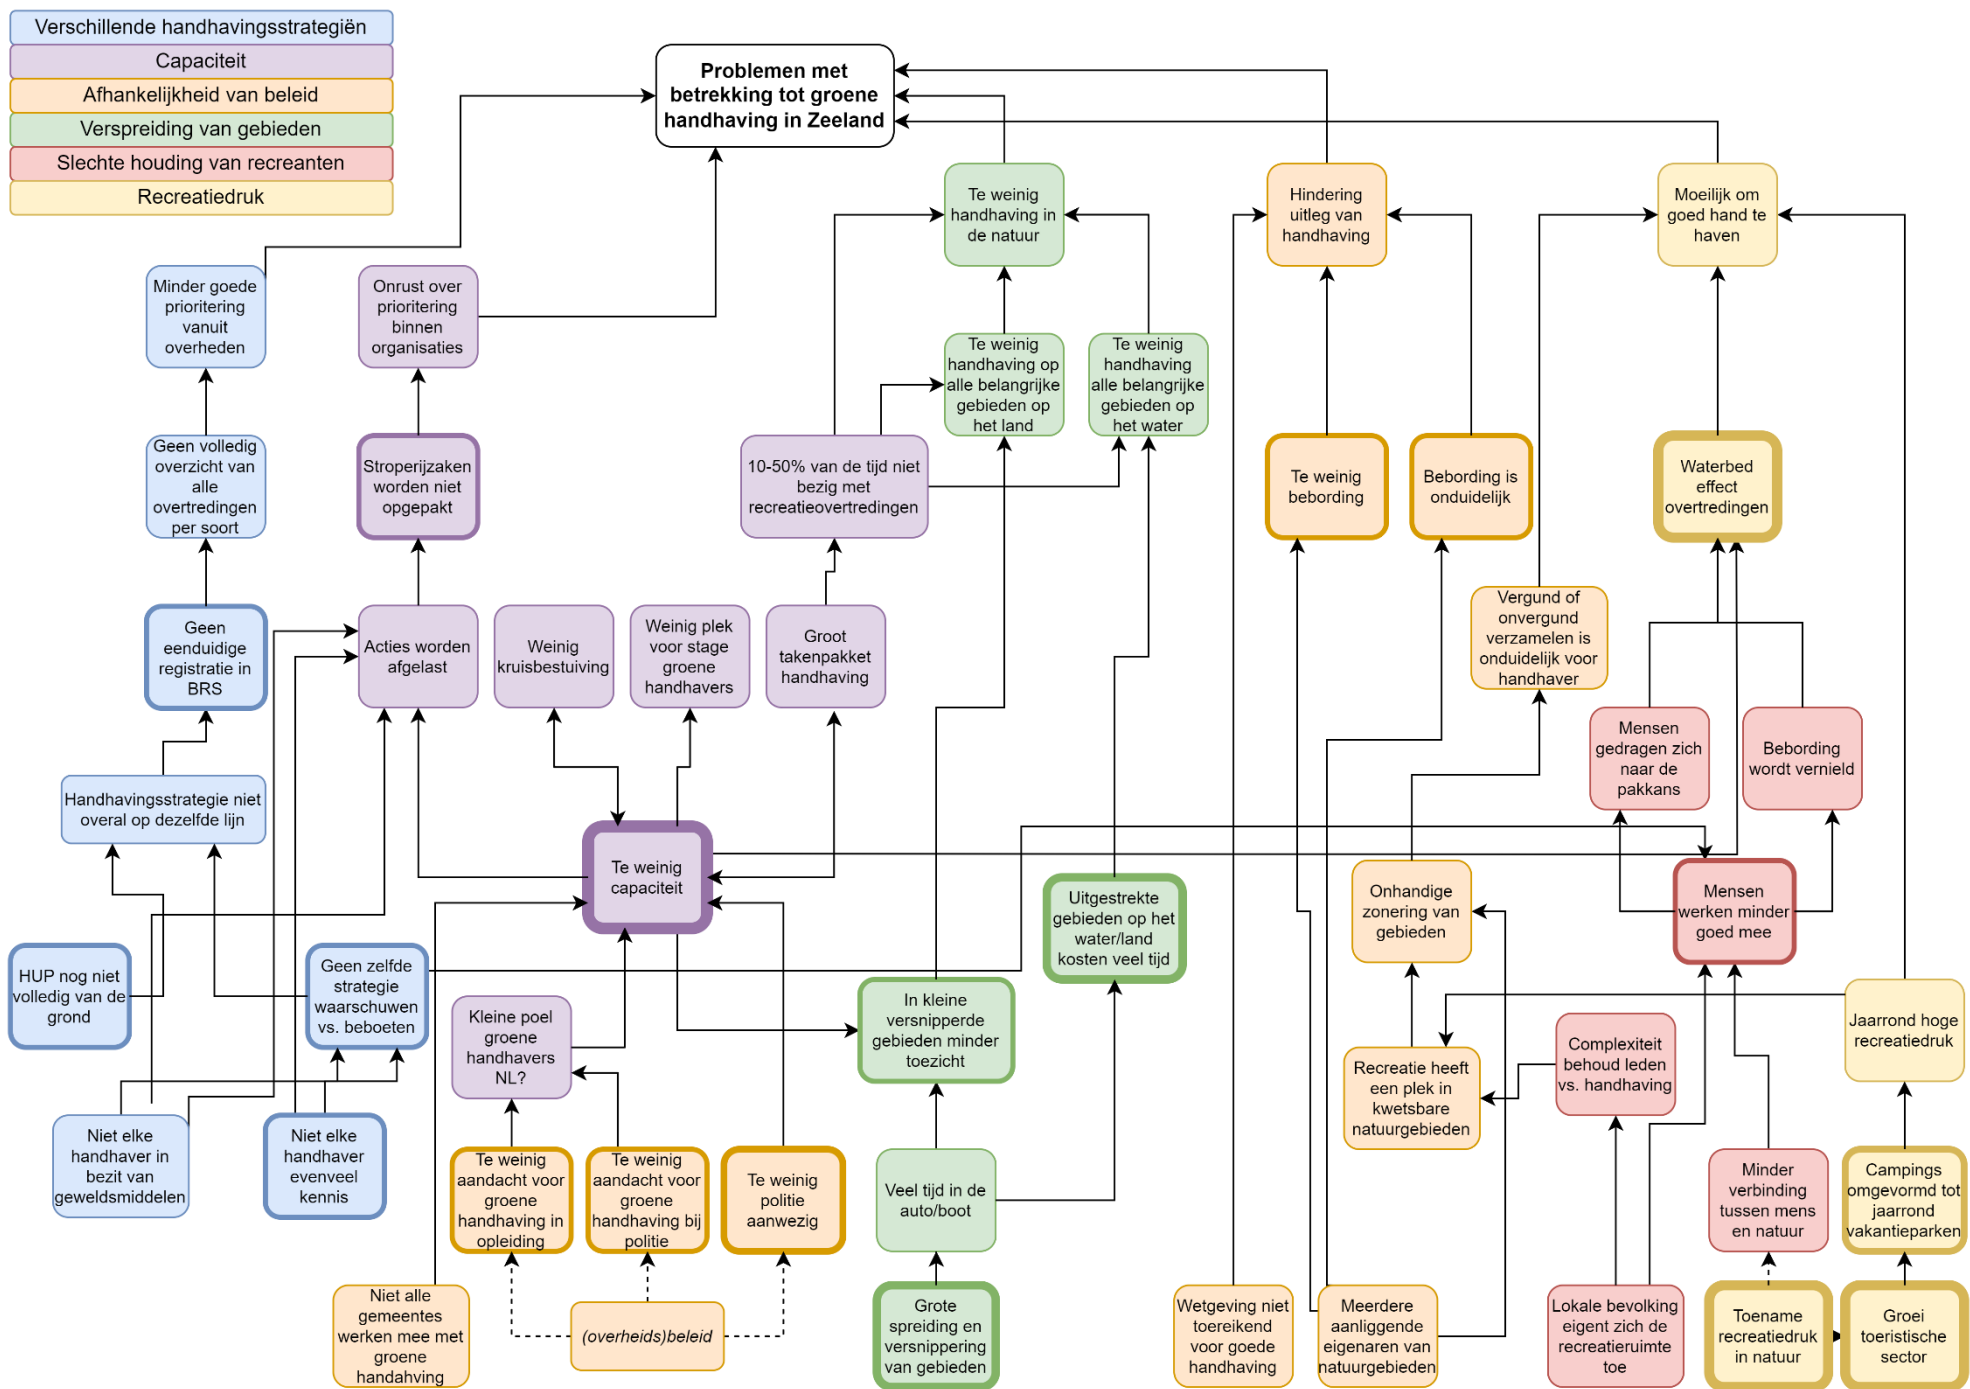 Verschillende handhavingsstrategiën
Capaciteit
Afhankelijkheid van beleid
Verspreiding van gebieden
Slechte houding van recreanten
Recreatiedruk
Problemen met
betrekking tot groene
handhaving in Zeeland
Te weinig
handhaving in
de natuur
Hindering
uitleg van
handhaving
Moeilijk om
goed hand te
haven
Minder goede
prioritering
vanuit
overheden
Onrust over
prioritering
binnen
organisaties
Te weinig
handhaving op
alle belangrijke
gebieden op
het land
Te weinig
handhaving
alle belangrijke
gebieden op
het water
Geen volledig
overzicht van
alle
overtredingen
per soort
Stroperijzaken
worden niet
opgepakt
10-50% van de tijd niet
bezig met
recreatieovertredingen
Te weinig
bebording
Bebording is
onduidelijk
Waterbed
effect
overtredingen
Geen
eenduidige
registratie in
BRS
Acties worden
afgelast
Weinig
kruisbestuiving
Weinig plek
voor stage
groene
handhavers
Groot
takenpakket
handhaving
Vergund of
onvergund
verzamelen is
onduidelijk voor
handhaver
Mensen
gedragen zich
naar de
pakkans
Bebording
wordt vernield
Handhavingsstrategie niet
overal op dezelfde lijn
Te weinig
capaciteit
Uitgestrekte
gebieden op het
water/land
kosten veel tijd
Onhandige
zonering van
gebieden
Mensen
werken minder
goed mee
HUP nog niet
volledig van de
grond
Geen zelfde
strategie
waarschuwen
vs. beboeten
Kleine poel
groene
handhavers
NL?
In kleine
versnipperde
gebieden minder
toezicht
Recreatie heeft
een plek in
kwetsbare
natuurgebieden
Complexiteit
behoud leden
vs. handhaving
Jaarrond hoge
recreatiedruk
Niet elke
handhaver in
bezit van
geweldsmiddelen
Niet elke
handhaver
evenveel
kennis
Te weinig
aandacht voor
groene
handhaving in
opleiding
Te weinig
aandacht voor
groene
handhaving bij
politie
Te weinig
politie
aanwezig
Veel tijd in de
auto/boot
Minder
verbinding
tussen mens
en natuur
Campings
omgevormd tot
jaarrond
vakantieparken
Niet alle
gemeentes
werken mee met
groene
handahving
(overheids)beleid
Grote
spreiding en
versnippering
van gebieden
Wetgeving niet
toereikend
voor goede
handhaving
Meerdere
aanliggende
eigenaren van
natuurgebieden
Lokale bevolking
eigent zich de
recreatieruimte
toe
Toename
recreatiedruk
in natuur
Groei
toeristische
sector